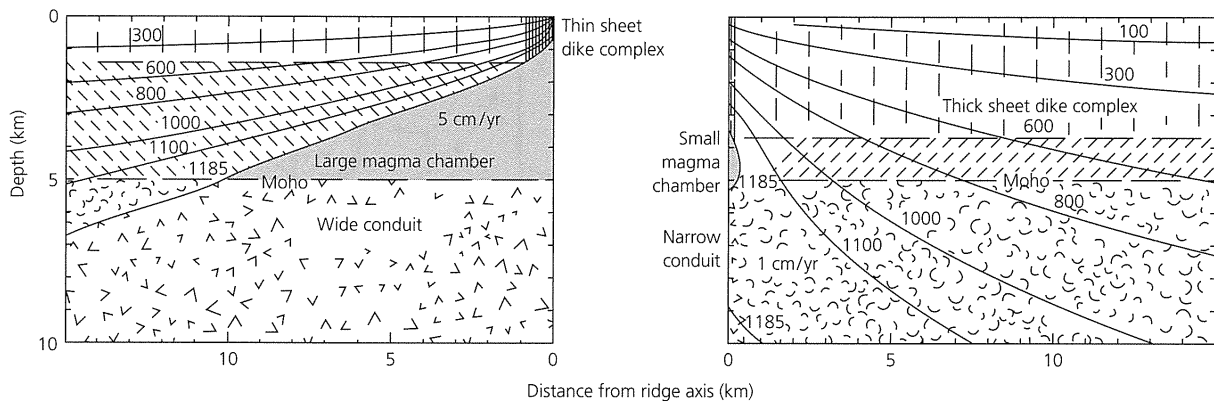 Depth (km)
0
5
10
300
600
800
1000
1100
1185
Moho
5 cm/yr
Large magma chamber
Wide conduit
10
5
0
Thin sheet
dike complex
Small
magma
chamber
Narrow
conduit
100
300
Thick sheet dike complex
600
Moho
800
1185
1000
1100
1 cm/yr
1185
0
5
10
Distance from ridge axis (km)